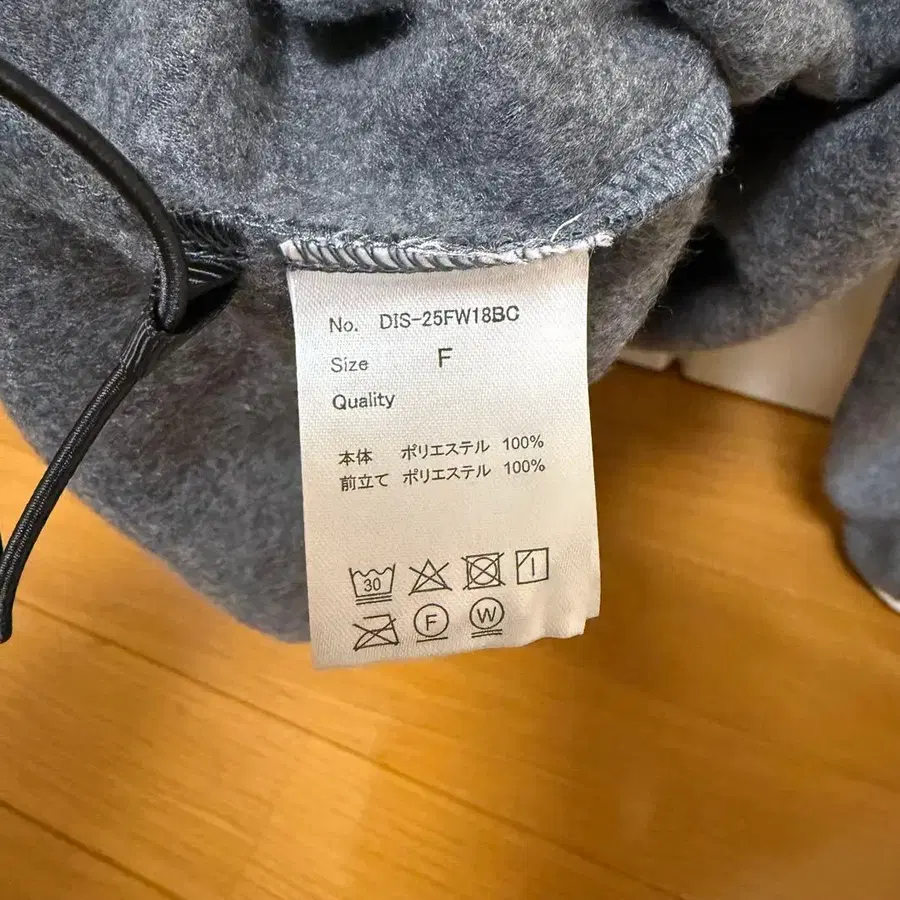 No. DIS-25FW18BC
Size F
Quality
本体 ポリエステル 100%
前立て ポリエステル 100%
30
F W